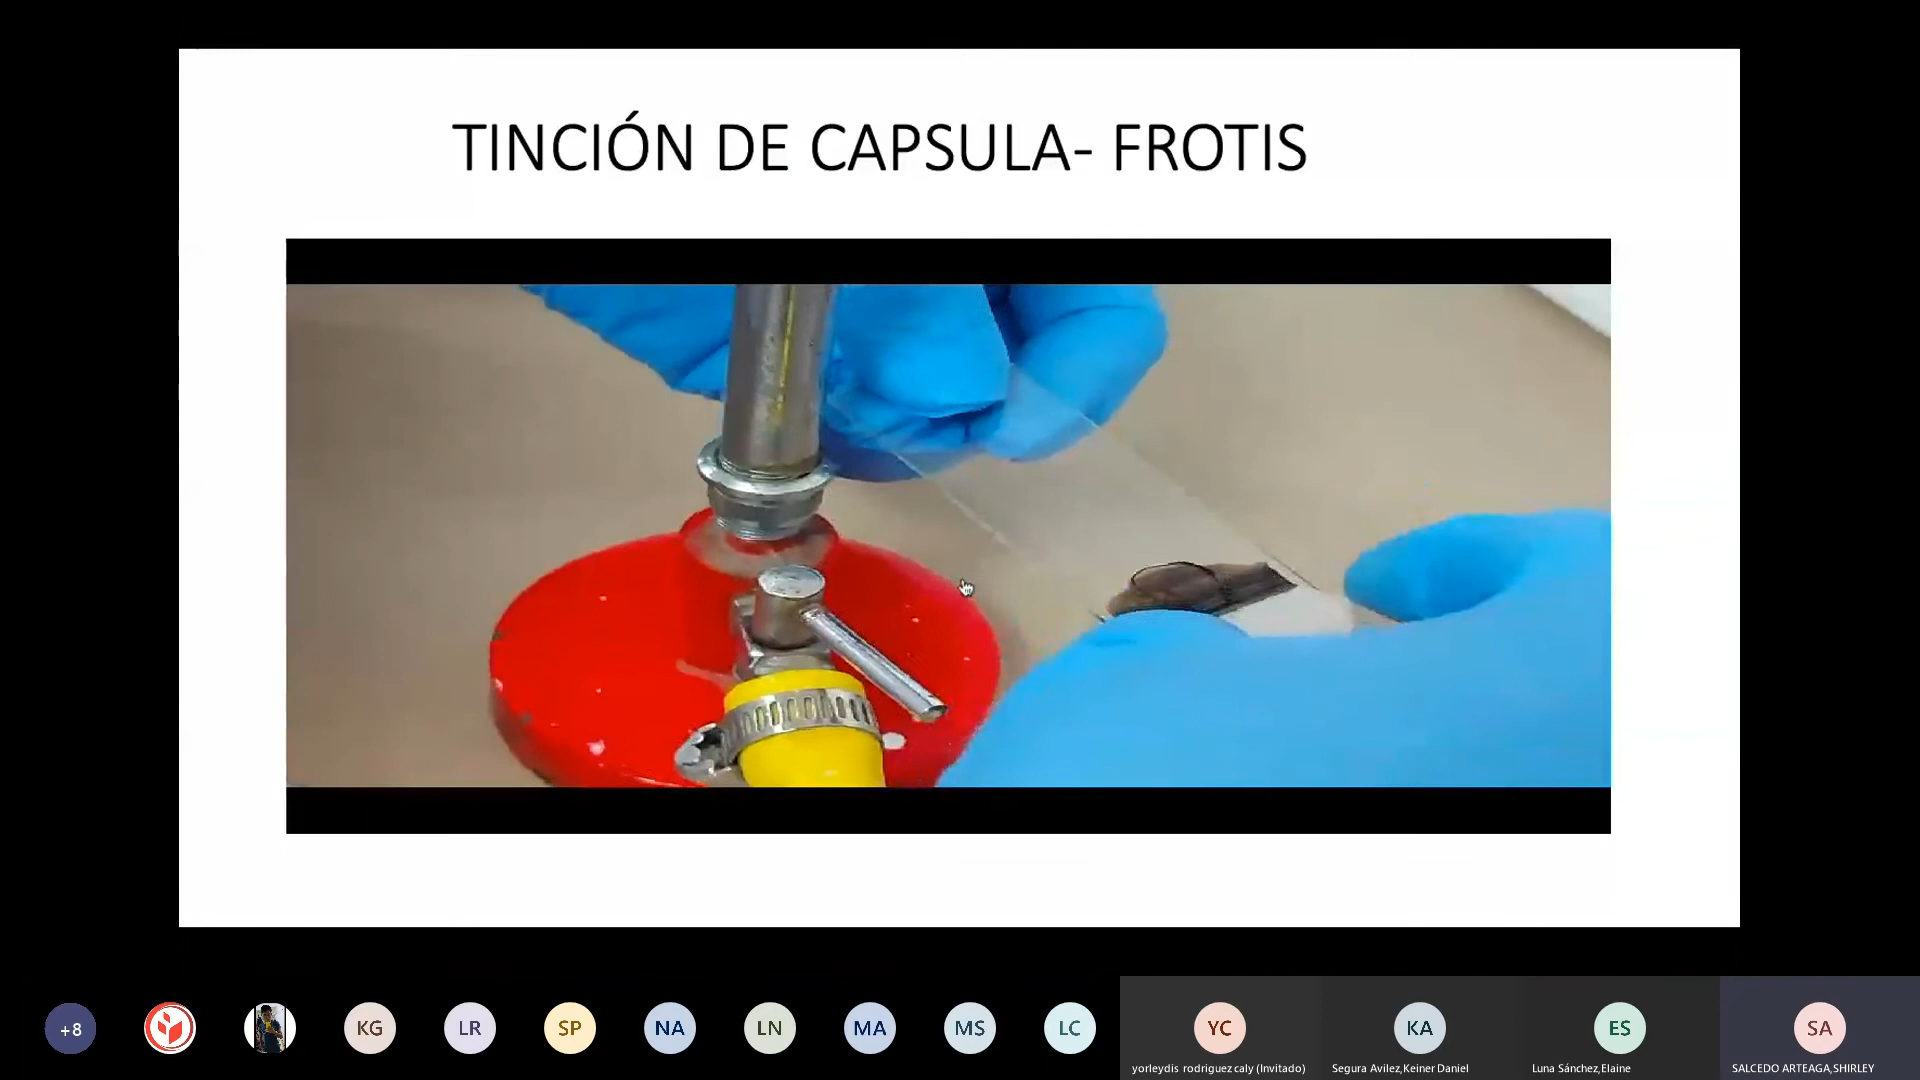 TINCIÓN DE CAPSULA- FROTIS
+8
KG
LR
SP
NA
LN
MA
MS
LC
YC
KA
ES
SA
yorleydis rodriguez caly (Invitado)
Segura Avilez,Keiner Daniel
Luna Sánchez,Elaine
SALCEDO ARTEAGA,SHIRLEY